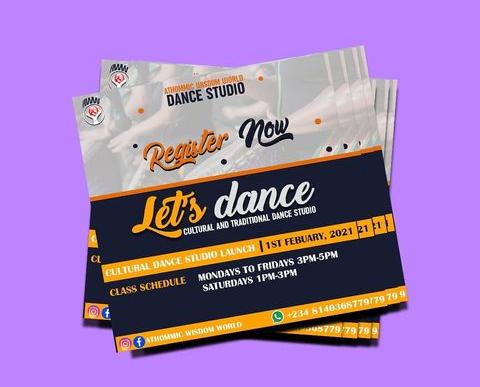 ATHOMMIC WISDOM WORLD
DANCE STUDIO
Register Now
Let's dance
CULTURAL AND TRADITIONAL DANCE STUDIO
CULTURAL DANCE STUDIO LAUNCH 1ST FEBUARY, 2021
CLASS SCHEDULE MONDAYS TO FRIDAYS 3PM-5PM
SATURDAYS 1PM-3PM
+234 8140368779
ATHOMMIC WISDOM WORLD